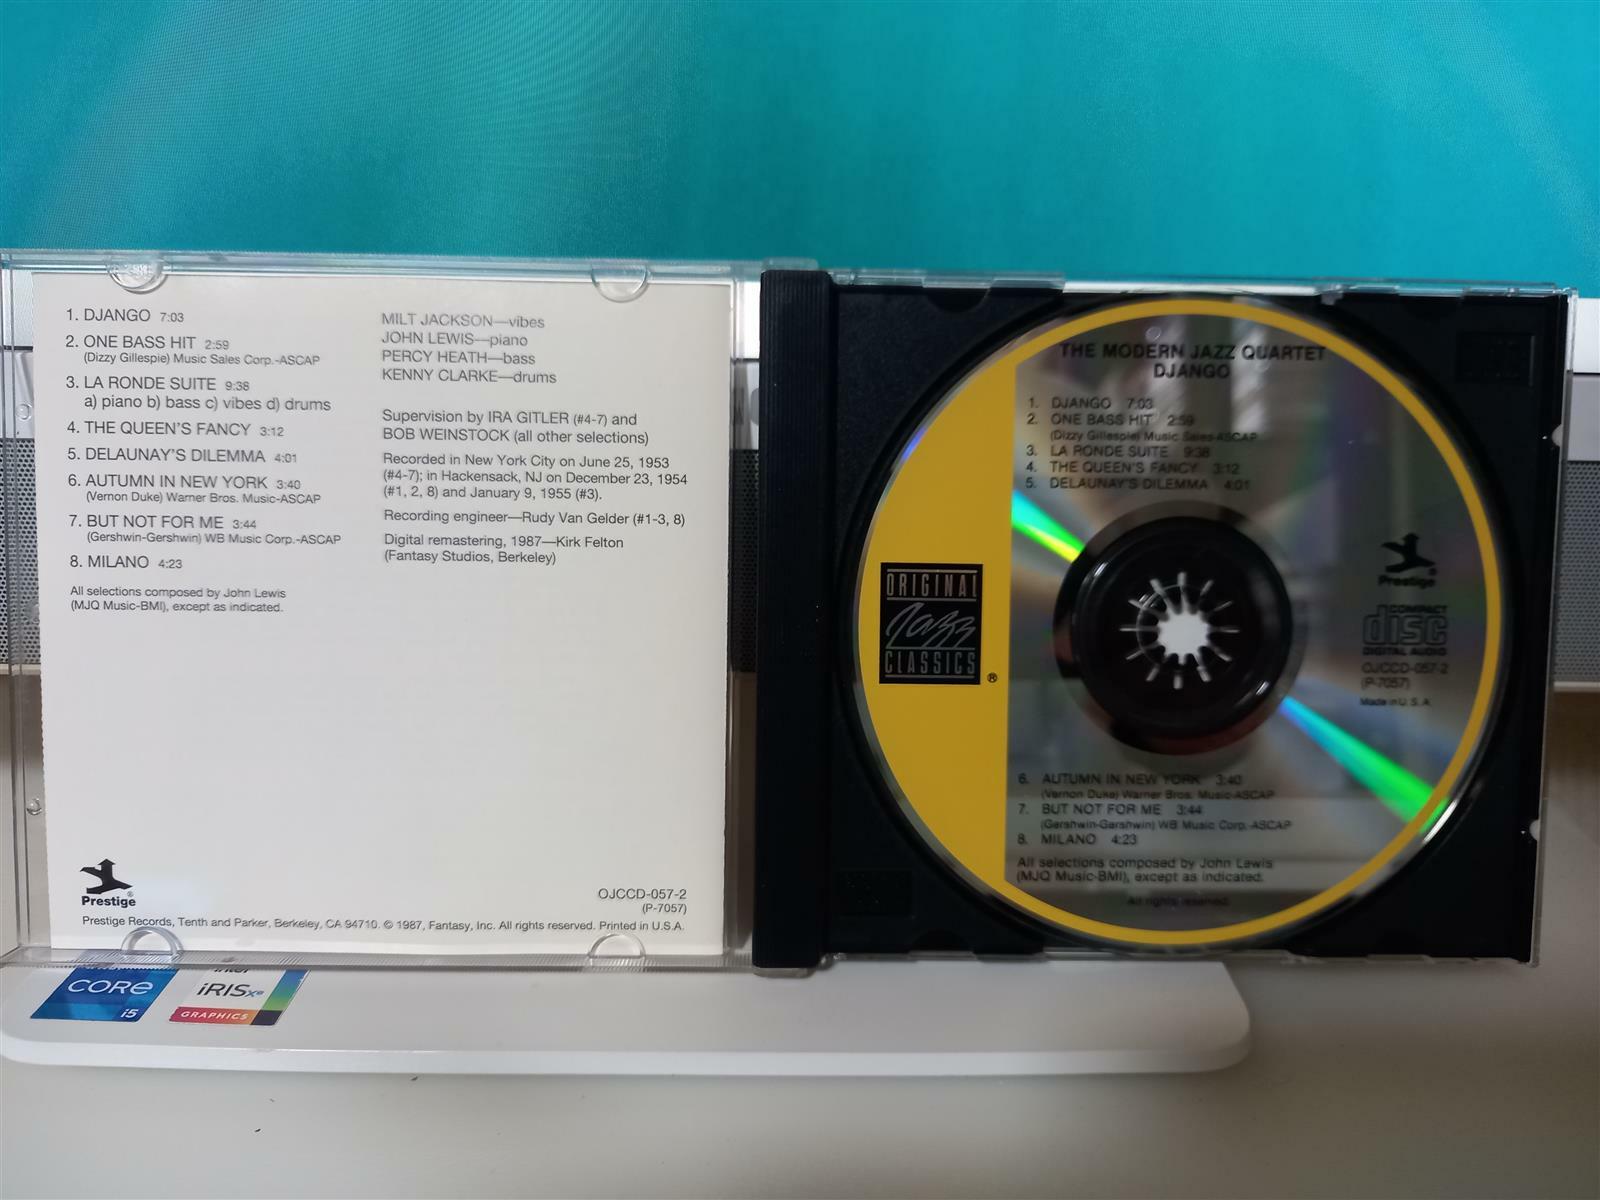 1. DJANGO 7:03
2. ONE BASS HIT 2:59
(Dizzy Gillespie) Music Sales Corp.-ASCAP
3. LA RONDE SUITE 9:38
a) piano b) bass c) vibes d) drums
4. THE QUEEN'S FANCY 3:12
5. DELAUNAY'S DILEMMA 4:01
6. AUTUMN IN NEW YORK 3:40
(Vernon Duke) Warner Bros. Music-ASCAP
7. BUT NOT FOR ME 3:44
(Gershwin-Gershwin) WB Music Corp.-ASCAP
8. MILANO 4:23
All selections composed by John Lewis
(MJQ Music-BMI), except as indicated.
MILT JACKSON—vibes
JOHN LEWIS—piano
PERCY HEATH—bass
KENNY CLARKE—drums
Supervision by IRA GITLER (#4-7) and
BOB WEINSTOCK (all other selections)
Recorded in New York City on June 25, 1953
(#4-7); in Hackensack, NJ on December 23, 1954
(#1, 2, 8) and January 9, 1955 (#3).
Recording engineer—Rudy Van Gelder (#1-3, 8)
Digital remastering, 1987—Kirk Felton
(Fantasy Studios, Berkeley)
Prestige®
OJCCD-057-2
(P-7057)
Prestige Records, Tenth and Parker, Berkeley, CA 94710. © 1987, Fantasy, Inc. All rights reserved. Printed in U.S.A.
THE MODERN JAZZ QUARTET
DJANGO
1. DJANGO 7:03
2. ONE BASS HIT 2:59
(Dizzy Gillespie) Music Sales-ASCAP
3. LA RONDE SUITE 9:38
4. THE QUEEN'S FANCY 3:12
5. DELAUNAY'S DILEMMA 4:01
ORIGINAL
Jazz
CLASSICS
®
Prestige®
COMPACT
disc
DIGITAL AUDIO
OJCCD-057-2
(P-7057)
Made in U.S.A.
6. AUTUMN IN NEW YORK 3:40
(Vernon Duke) Warner Bros. Music-ASCAP
7. BUT NOT FOR ME 3:44
(Gershwin-Gershwin) WB Music Corp.-ASCAP
8. MILANO 4:23
All selections composed by John Lewis
(MJQ Music-BMI), except as indicated.
All rights reserved.
CORE
i5
intel
iRISxe
GRAPHICS